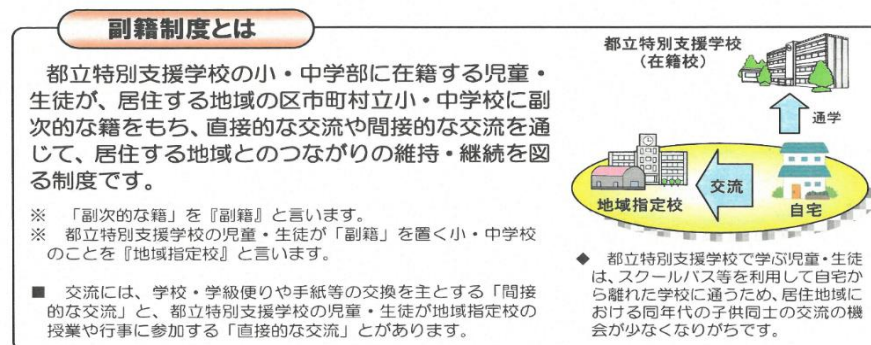 副籍制度とは
都立特別支援学校の小・中学部に在籍する児童・
生徒が、居住する地域の区市町村立小・中学校に副
次的な籍をもち、直接的な交流や間接的な交流を通
じて、居住する地域とのつながりの維持・継続を図
る制度です。
※ 「副次的な籍」を『副籍』と言います。
※ 都立特別支援学校の児童・生徒が「副籍」を置く小・中学校
のことを『地域指定校』と言います。
■ 交流には、学校・学級便りや手紙等の交換を主とする「間接
的な交流」と、都立特別支援学校の児童・生徒が地域指定校の
授業や行事に参加する「直接的な交流」とがあります。
都立特別支援学校
（在籍校）
通学
交流
地域指定校
自宅
◆ 都立特別支援学校で学ぶ児童・生徒
は、スクールバス等を利用して自宅か
ら離れた学校に通うため、居住地域に
おける同年代の子供同士の交流の機
会が少なくなりがちです。